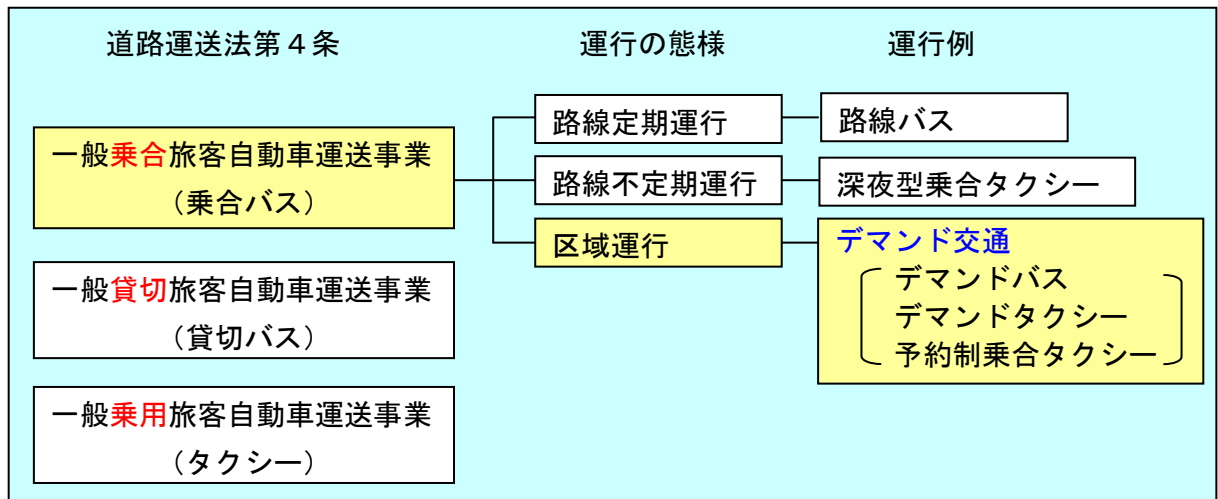 道路運送法第４条
運行の態様
運行例
一般乗合旅客自動車運送事業
（乗合バス）
路線定期運行
路線バス
路線不定期運行
深夜型乗合タクシー
区域運行
デマンド交通
デマンドバス
デマンドタクシー
予約制乗合タクシー
一般貸切旅客自動車運送事業
（貸切バス）
一般乗用旅客自動車運送事業
（タクシー）